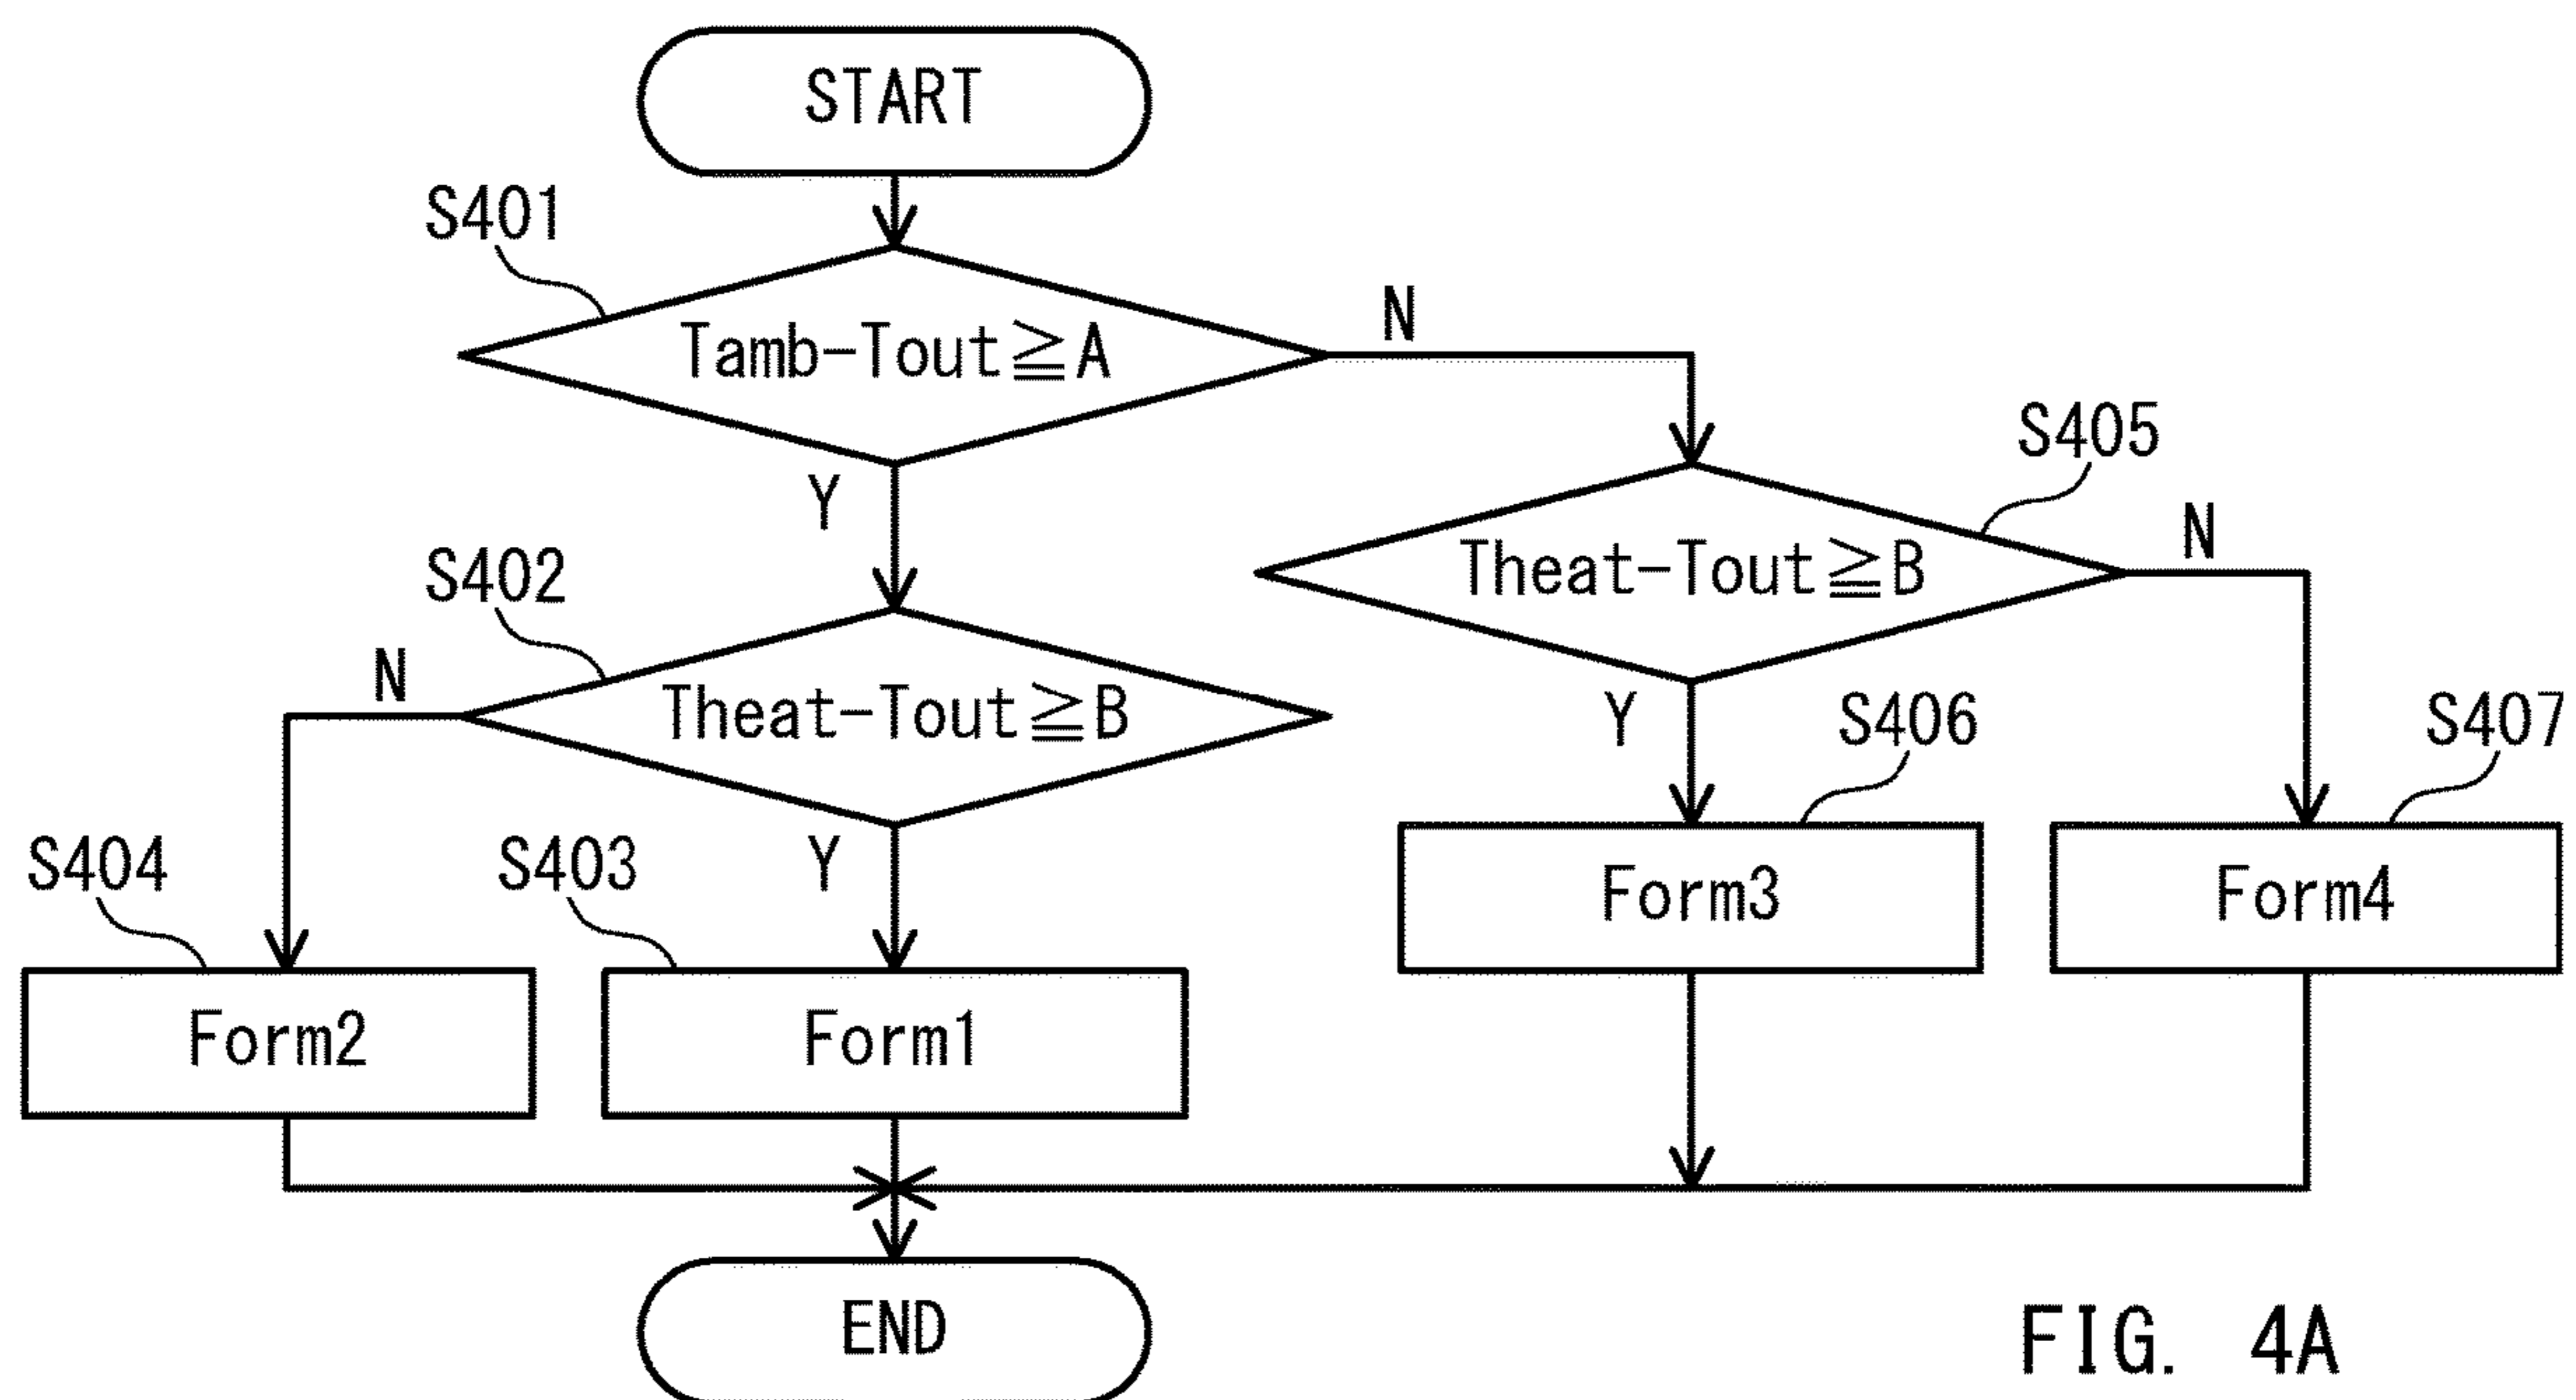 START
S401
Tamb-Tout≧A
N
Y
S405
Theat-Tout≧B
N
Y
S402
Theat-Tout≧B
N
Y
S406
Form3
S407
Form4
S404
Form2
S403
Form1
END
FIG. 4A